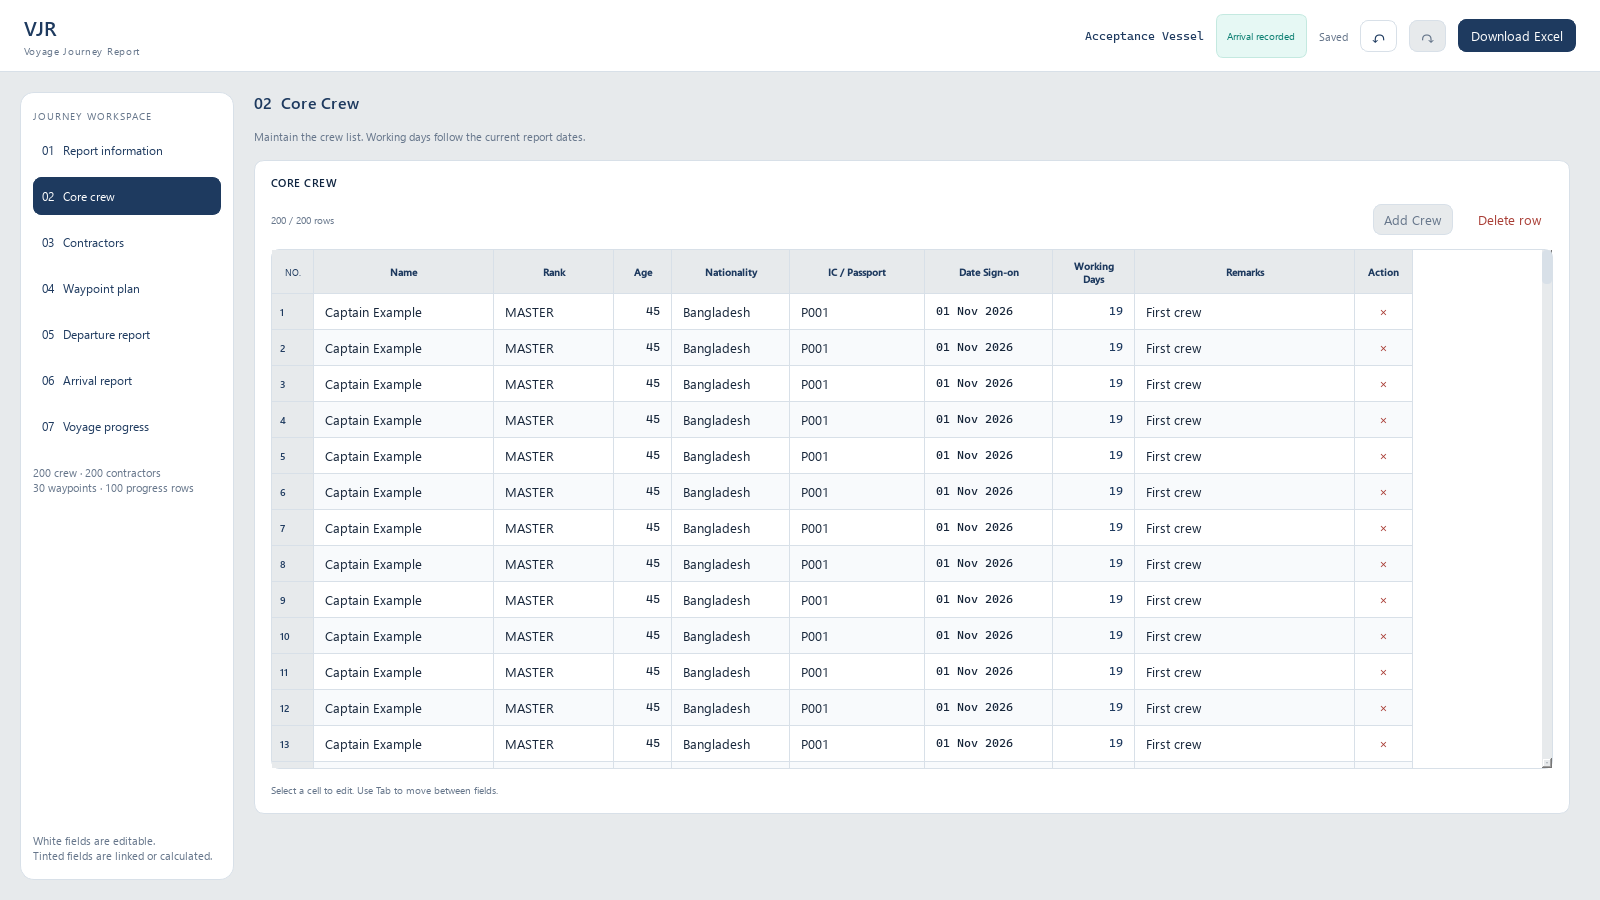 VJR
Voyage Journey Report
Acceptance Vessel
Arrival recorded
Saved
Download Excel
JOURNEY WORKSPACE
01 Report information
02 Core crew
03 Contractors
04 Waypoint plan
05 Departure report
06 Arrival report
07 Voyage progress
200 crew · 200 contractors
30 waypoints · 100 progress rows
White fields are editable.
Tinted fields are linked or calculated.
02 Core Crew
Maintain the crew list. Working days follow the current report dates.
CORE CREW
200 / 200 rows
Add Crew
Delete row
NO. Name Rank Age Nationality IC / Passport Date Sign-on Working Days Remarks Action
1 Captain Example MASTER 45 Bangladesh P001 01 Nov 2026 19 First crew ×
2 Captain Example MASTER 45 Bangladesh P001 01 Nov 2026 19 First crew ×
3 Captain Example MASTER 45 Bangladesh P001 01 Nov 2026 19 First crew ×
4 Captain Example MASTER 45 Bangladesh P001 01 Nov 2026 19 First crew ×
5 Captain Example MASTER 45 Bangladesh P001 01 Nov 2026 19 First crew ×
6 Captain Example MASTER 45 Bangladesh P001 01 Nov 2026 19 First crew ×
7 Captain Example MASTER 45 Bangladesh P001 01 Nov 2026 19 First crew ×
8 Captain Example MASTER 45 Bangladesh P001 01 Nov 2026 19 First crew ×
9 Captain Example MASTER 45 Bangladesh P001 01 Nov 2026 19 First crew ×
10 Captain Example MASTER 45 Bangladesh P001 01 Nov 2026 19 First crew ×
11 Captain Example MASTER 45 Bangladesh P001 01 Nov 2026 19 First crew ×
12 Captain Example MASTER 45 Bangladesh P001 01 Nov 2026 19 First crew ×
13 Captain Example MASTER 45 Bangladesh P001 01 Nov 2026 19 First crew ×
Select a cell to edit. Use Tab to move between fields.